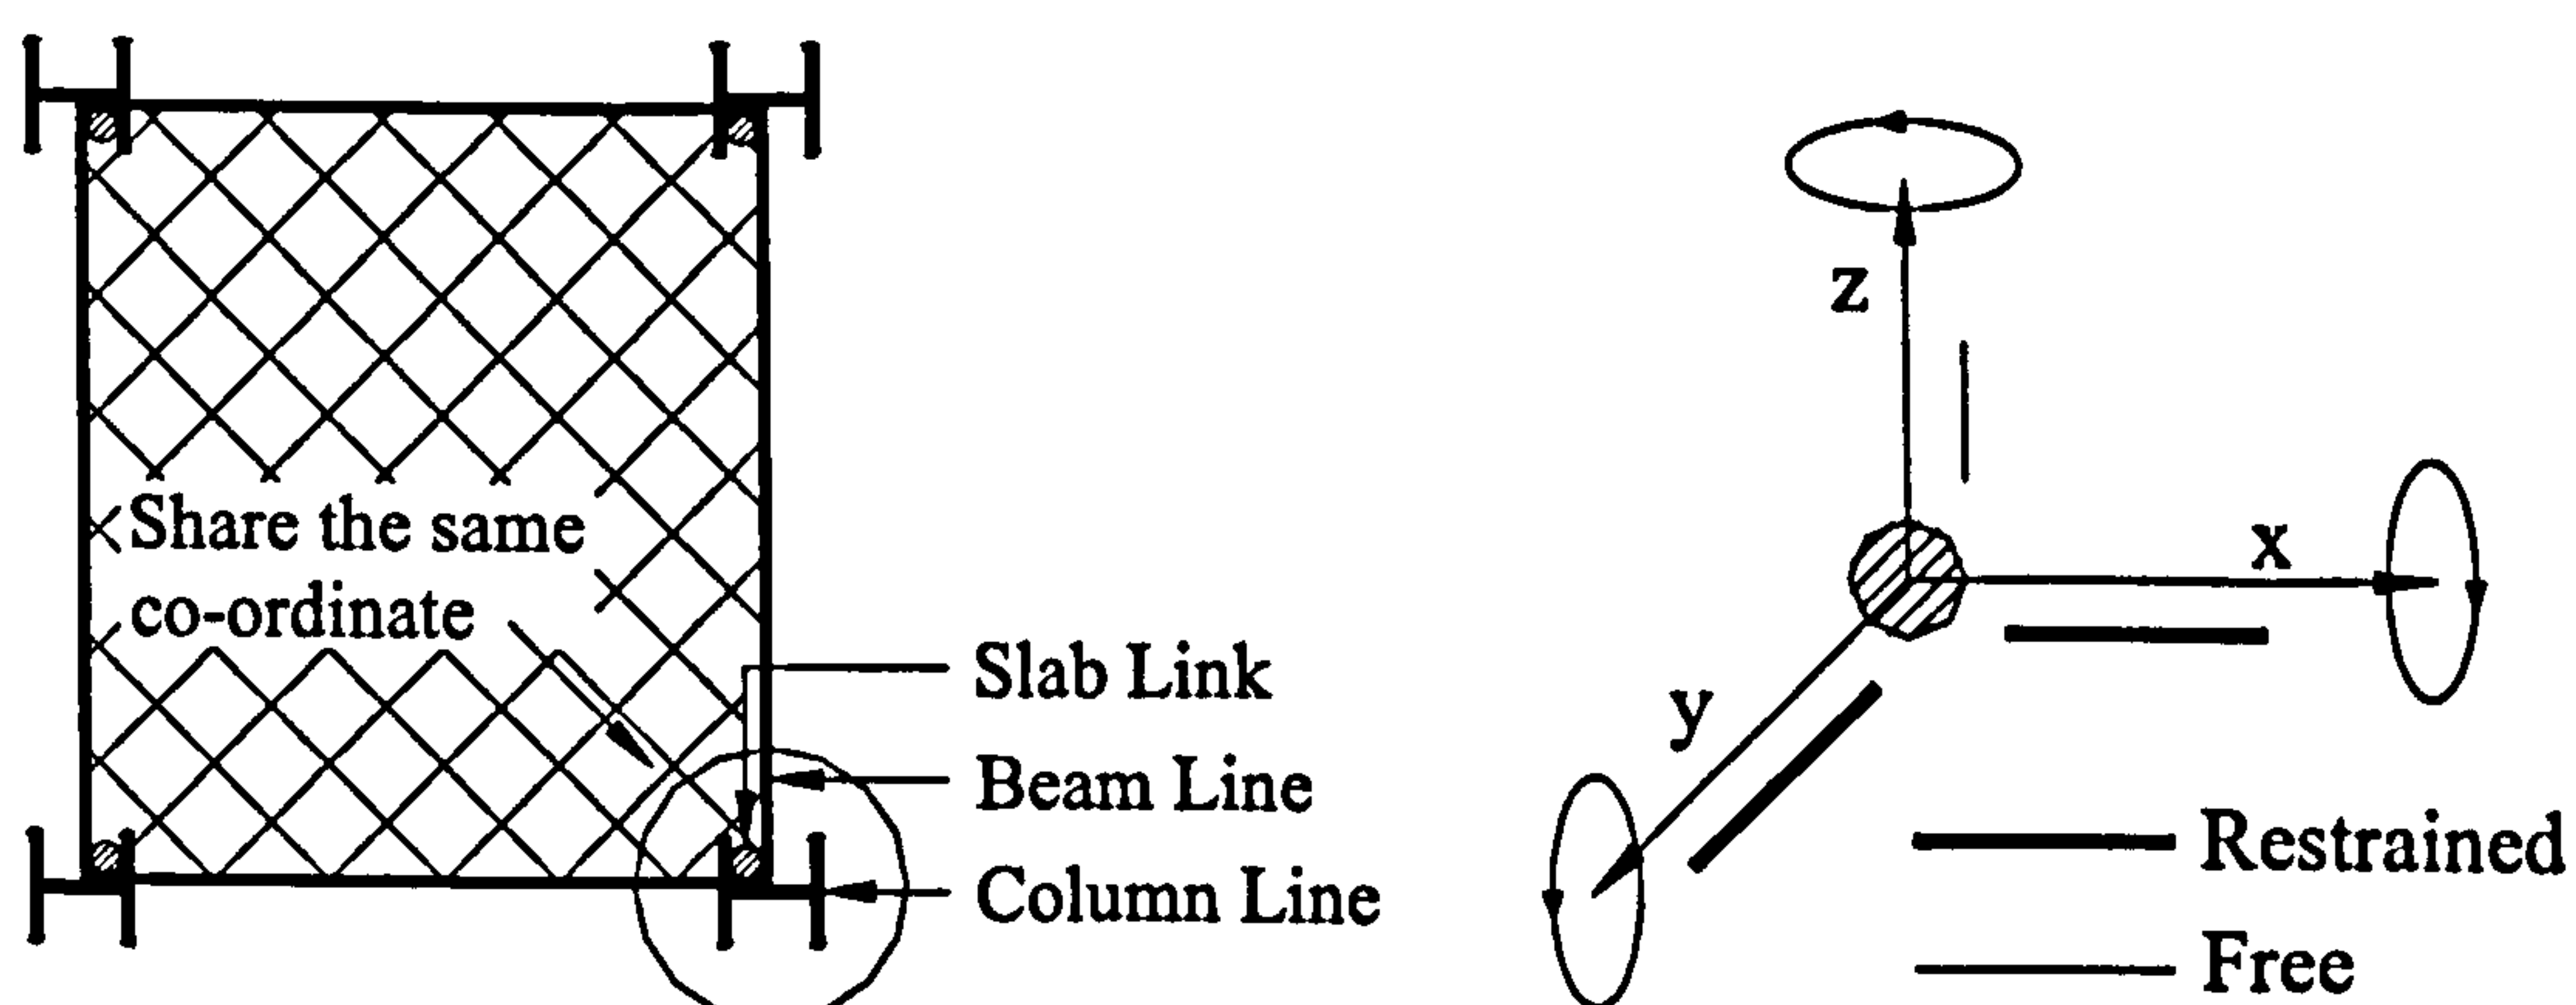 Share the same
co-ordinate
Slab Link
Beam Line
Column Line
z
x
y
Restrained
Free